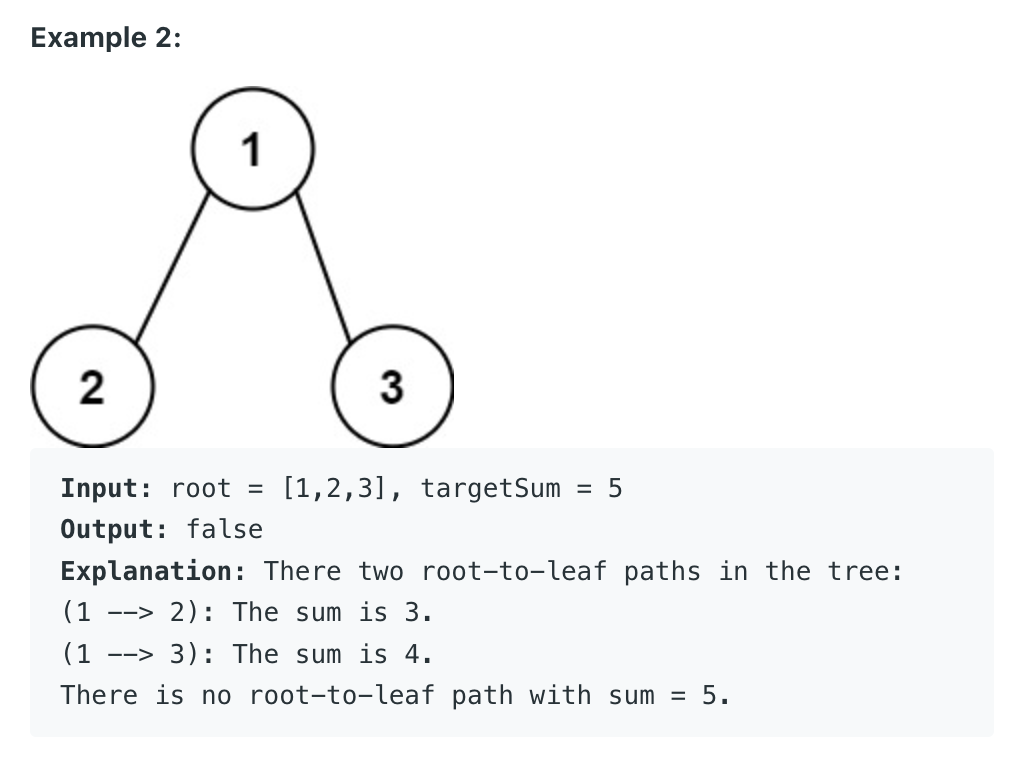 Example 2:
1
2 3
Input: root = [1,2,3], targetSum = 5
Output: false
Explanation: There two root-to-leaf paths in the tree:
(1 --> 2): The sum is 3.
(1 --> 3): The sum is 4.
There is no root-to-leaf path with sum = 5.